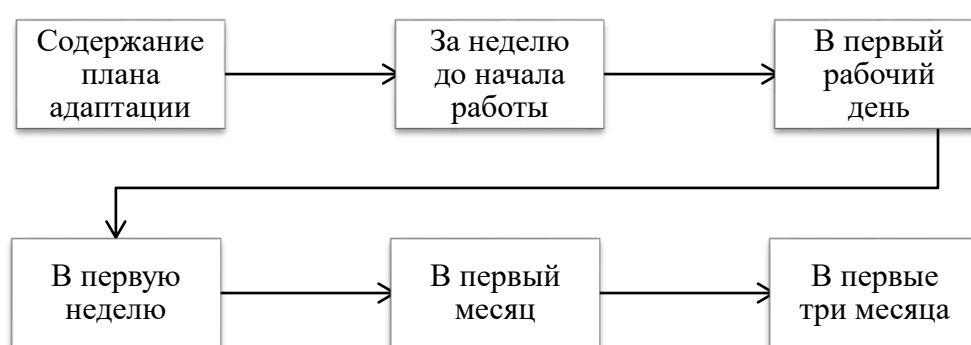 Содержание
плана
адаптации
За неделю
до начала
работы
В первый
рабочий
день
В первую
неделю
В первый
месяц
В первые
три месяца